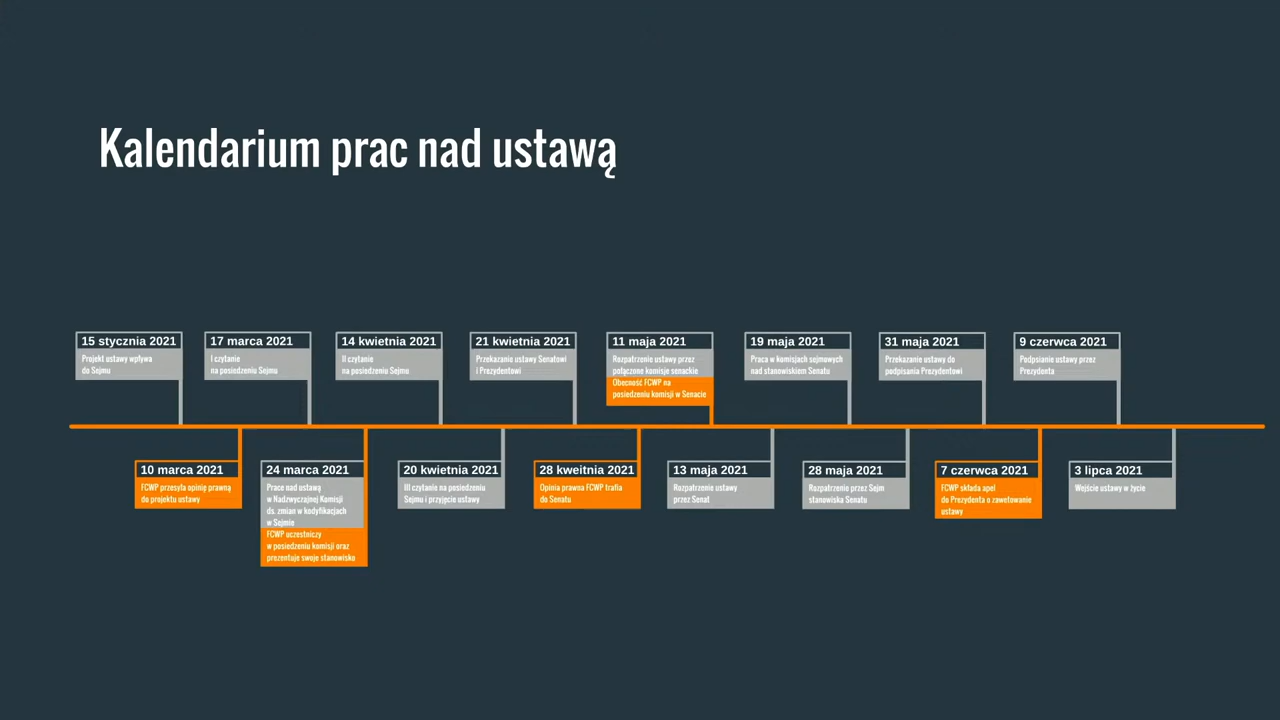 Kalendarium prac nad ustawą
15 stycznia 2021
Projekt ustawy wpływa
do Sejmu
17 marca 2021
I czytanie
na posiedzeniu Sejmu
14 kwietnia 2021
II czytanie
na posiedzeniu Sejmu
21 kwietnia 2021
Przekazanie ustawy Senatowi
i Prezydentowi
11 maja 2021
Rozpatrzenie ustawy przez
połączone komisje senackie
Obecność FCWP na
posiedzeniu komisji w Senacie
19 maja 2021
Praca w komisjach sejmowych
nad stanowiskiem Senatu
31 maja 2021
Przekazanie ustawy do
podpisania Prezydentowi
9 czerwca 2021
Podpsianie ustawy przez
Prezydenta
10 marca 2021
FCWP przesyła opinię prawną
do projektu ustawy
24 marca 2021
Prace nad ustawą
w Nadzwyczajnej Komisji
ds. zmian w kodyfikacjach
w Sejmie
FCWP uczestniczy
w posiedzeniu komisji oraz
prezentuje swoje stanowisko
20 kwietnia 2021
III czytanie na posiedzeniu
Sejmu i przyjęcie ustawy
28 kweitnia 2021
Opinia prawna FCWP trafia
do Senatu
13 maja 2021
Rozpatrzenie ustawy
przez Senat
28 maja 2021
Rozpatrzenie przez Sejm
stanowiska Senatu
7 czerwca 2021
FCWP składa apel
do Prezydenta o zawetowanie
ustawy
3 lipca 2021
Wejście ustawy w życie